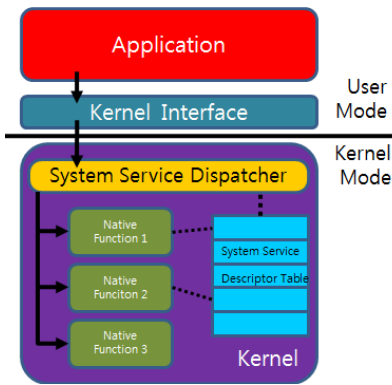 Application
User
Mode
Kernel Interface
Kernel
Mode
System Service Dispatcher
Native
Function 1
System Service
Descriptor Table
Native
Funciton 2
Native
Function 3
Kernel